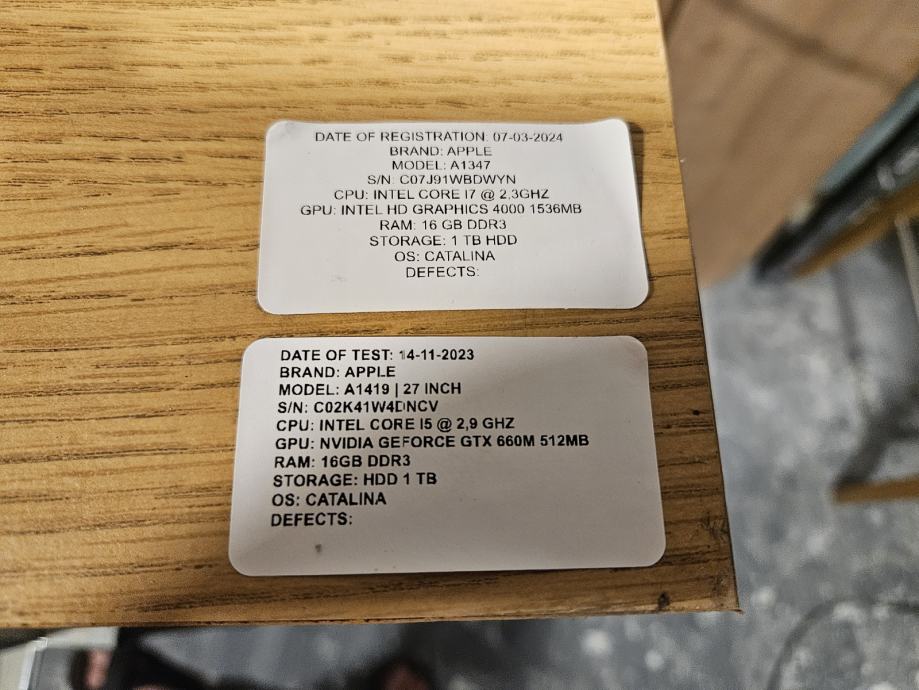 DATE OF REGISTRATION: 07-03-2024
BRAND: APPLE
MODEL: A1347
S/N: C07J91WBDWYN
CPU: INTEL CORE I7 @ 2,3GHZ
GPU: INTEL HD GRAPHICS 4000 1536MB
RAM: 16 GB DDR3
STORAGE: 1 TB HDD
OS: CATALINA
DEFECTS:
DATE OF TEST: 14-11-2023
BRAND: APPLE
MODEL: A1419 | 27 INCH
S/N: C02K41W4DNCV
CPU: INTEL CORE I5 @ 2,9 GHZ
GPU: NVIDIA GEFORCE GTX 660M 512MB
RAM: 16GB DDR3
STORAGE: HDD 1 TB
OS: CATALINA
DEFECTS: